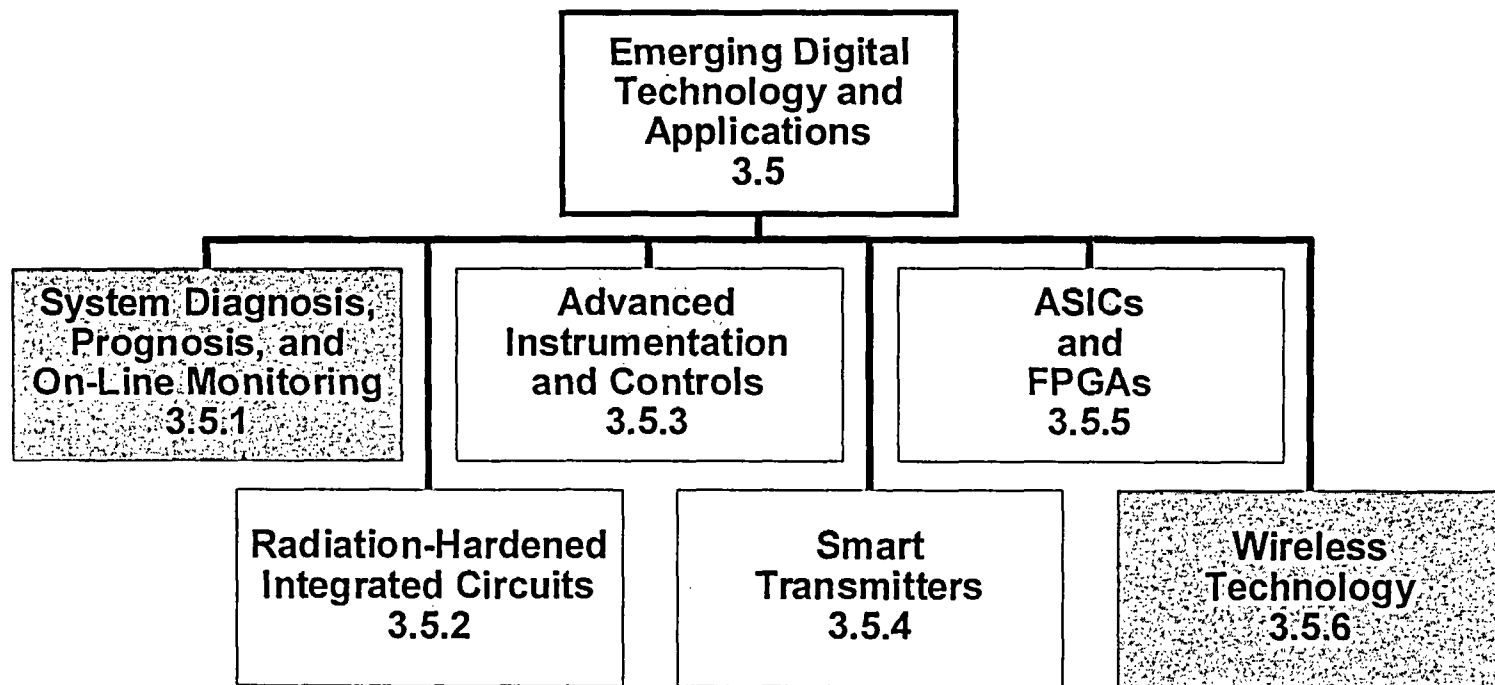 Emerging Digital
Technology and
Applications
3.5
System Diagnosis,
Prognosis, and
On-Line Monitoring
3.5.1
Advanced
Instrumentation
and Controls
3.5.3
ASICs
and
FPGAs
3.5.5
Radiation-Hardened
Integrated Circuits
3.5.2
Smart
Transmitters
3.5.4
Wireless
Technology
3.5.6